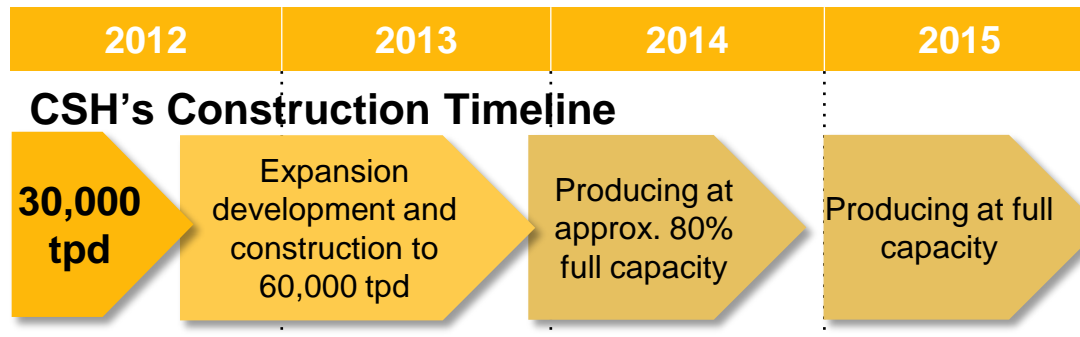 2012 2013 2014 2015
CSH's Construction Timeline
30,000
tpd
Expansion
development and
construction to
60,000 tpd
Producing at
approx. 80%
full capacity
Producing at full
capacity